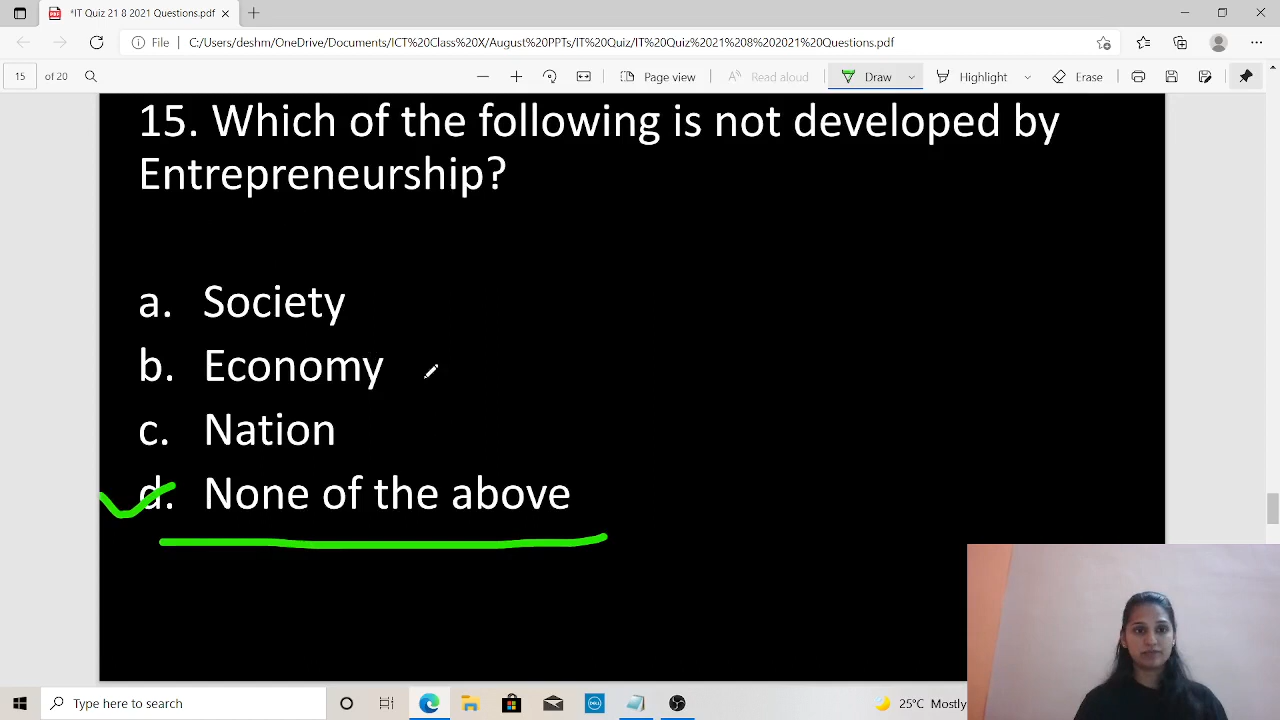 *IT Quiz 21 8 2021 Questions.pdf
File
C:/Users/deshm/OneDrive/Documents/ICT%20Class%20X/August%20PPTs/IT%20Quiz/IT%20Quiz%2021%208%202021%20Questions.pdf
15 of 20
Page view
Read aloud
Draw
Highlight
Erase
15. Which of the following is not developed by
Entrepreneurship?
a. Society
b. Economy
c. Nation
d. None of the above
Type here to search
DELL
25°C Mostly